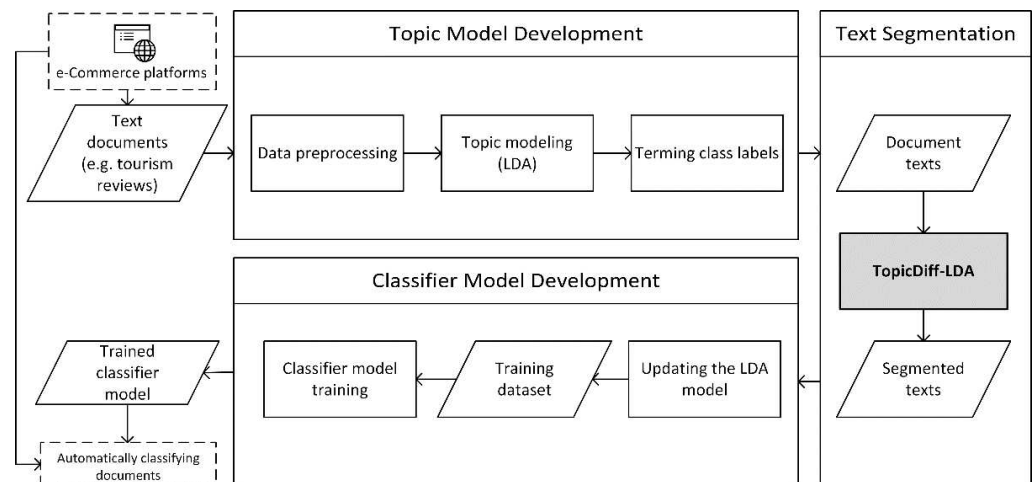 e-Commerce platforms
Text
documents
(e.g. tourism
reviews)
Topic Model Development
Data preprocessing
Topic modeling
(LDA)
Terming class labels
Text Segmentation
Document
texts
TopicDiff-LDA
Segmented
texts
Classifier Model Development
Updating the LDA
model
Training
dataset
Classifier model
training
Trained
classifier
model
Automatically classifying
documents